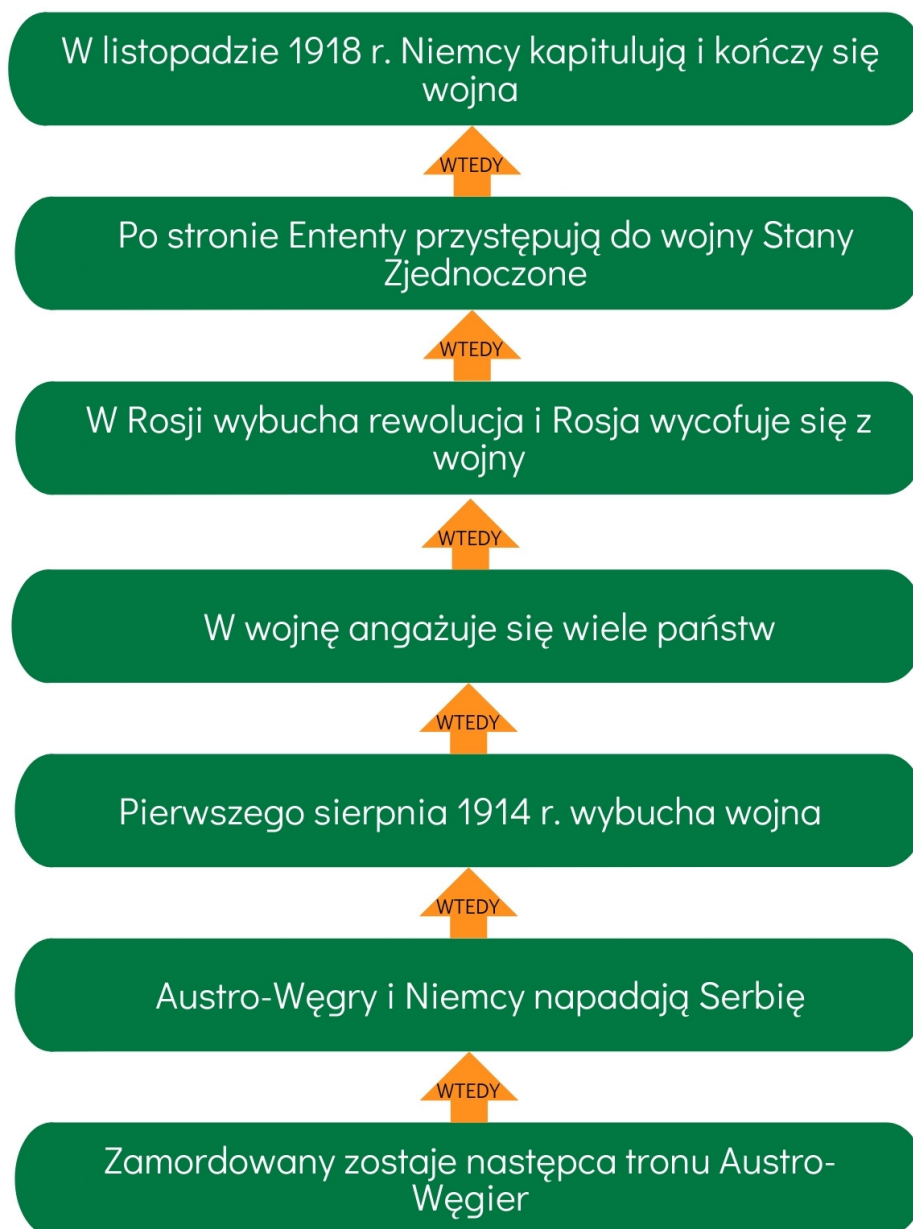 W listopadzie 1918 r. Niemcy kapitulują i kończy się
wojna
WTEDY
Po stronie Ententy przystępują do wojny Stany
Zjednoczone
WTEDY
W Rosji wybucha rewolucja i Rosja wycofuje się z
wojny
WTEDY
W wojnę angażuje się wiele państw
WTEDY
Pierwszego sierpnia 1914 r. wybucha wojna
WTEDY
Austro-Węgry i Niemcy napadają Serbię
WTEDY
Zamordowany zostaje następca tronu Austro-
Węgier